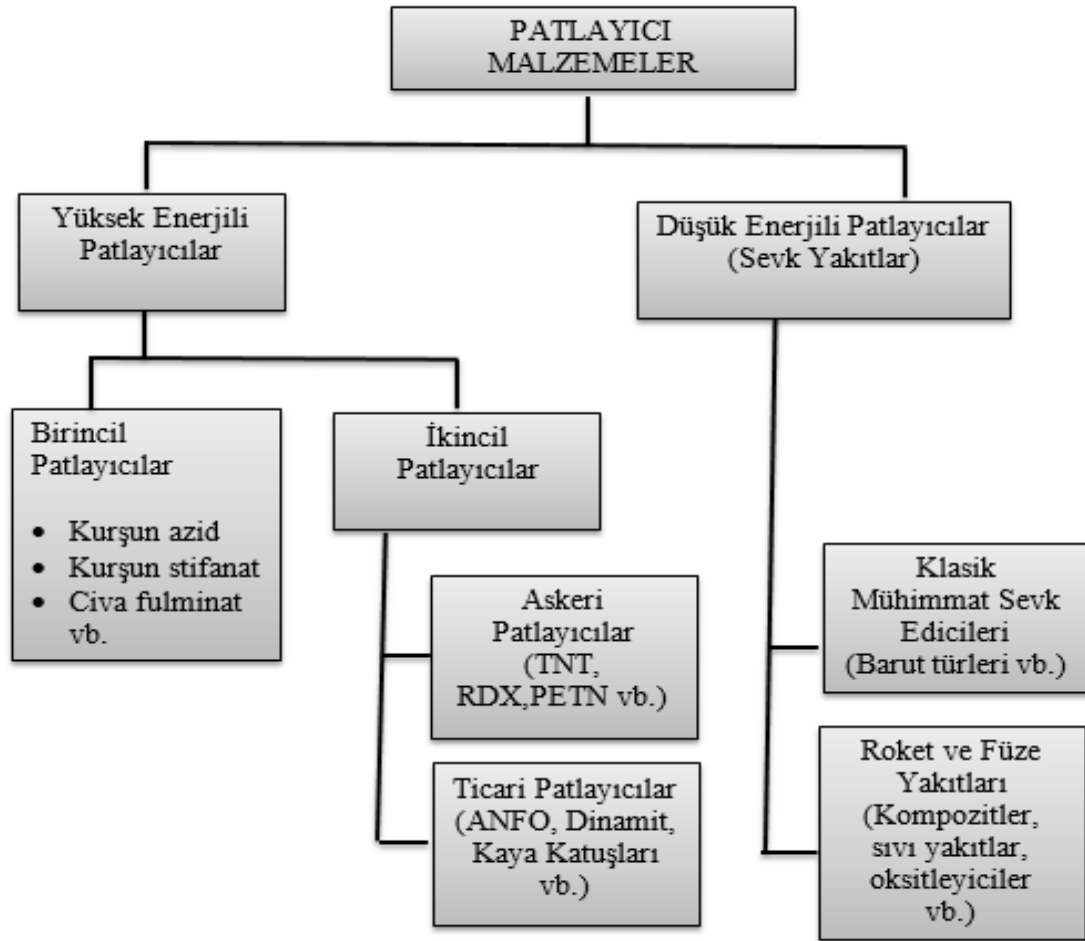 PATLAYICI
MALZEMELER
Yüksek Enerjili
Patlayıcılar
Düşük Enerjili Patlayıcılar
(Sevk Yakıtlar)
Birincil
Patlayıcılar
• Kurşun azid
• Kurşun stifanat
• Civa fulminat
vb.
İkincil
Patlayıcılar
Askeri
Patlayıcılar
(TNT,
RDX,PETN vb.)
Ticari Patlayıcılar
(ANFO, Dinamit,
Kaya Katuşları
vb.)
Klasik
Mühimmat Sevk
Edicileri
(Barut türleri vb.)
Roket ve Füze
Yakıtları
(Kompozitler,
sıvı yakıtlar,
oksitleyiciler
vb.)